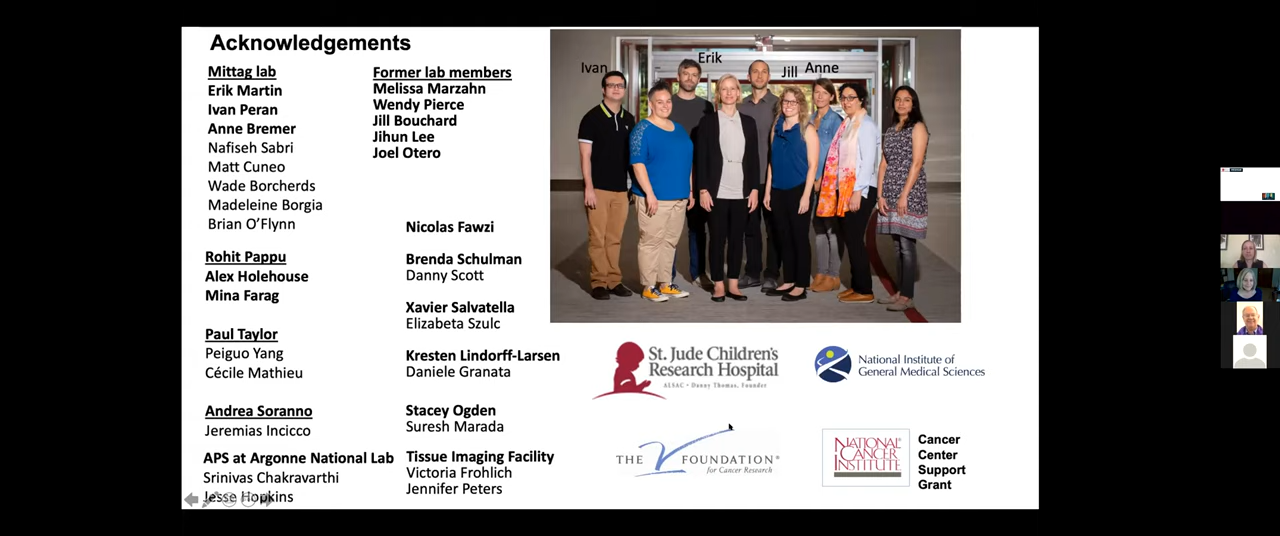 Acknowledgements
Mittag lab
Erik Martin
Ivan Peran
Anne Bremer
Nafiseh Sabri
Matt Cuneo
Wade Borcherds
Madeleine Borgia
Brian O’Flynn
Rohit Pappu
Alex Holehouse
Mina Farag
Paul Taylor
Peiguo Yang
Cécile Mathieu
Andrea Soranno
Jeremias Incicco
APS at Argonne National Lab
Srinivas Chakravarthi
Jesse Hopkins
Former lab members
Melissa Marzahn
Wendy Pierce
Jill Bouchard
Jihun Lee
Joel Otero
Nicolas Fawzi
Brenda Schulman
Danny Scott
Xavier Salvatella
Elizabeta Szulc
Kresten Lindorff-Larsen
Daniele Granata
Stacey Ogden
Suresh Marada
Tissue Imaging Facility
Victoria Frohlich
Jennifer Peters
Ivan
Erik
Jill
Anne
St. Jude Children's
Research Hospital
ALSAC • Danny Thomas, Founder
National Institute of
General Medical Sciences
THE V FOUNDATION®
for Cancer Research
NATIONAL
CANCER
INSTITUTE
Cancer
Center
Support
Grant